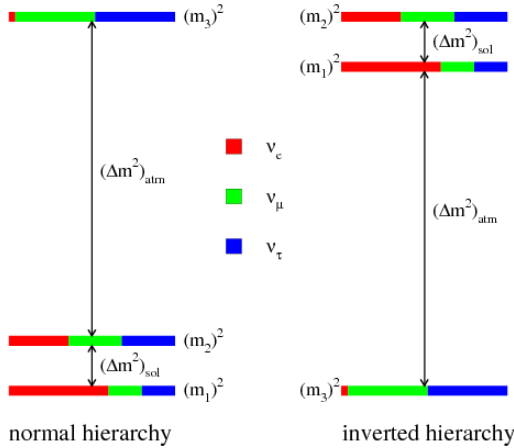 (m₃)²
(Δm²)atm
(m₂)²
(Δm²)sol
(m₁)²
normal hierarchy
νe
νμ
ντ
(m₂)²
(Δm²)sol
(m₁)²
(Δm²)atm
(m₃)²
inverted hierarchy